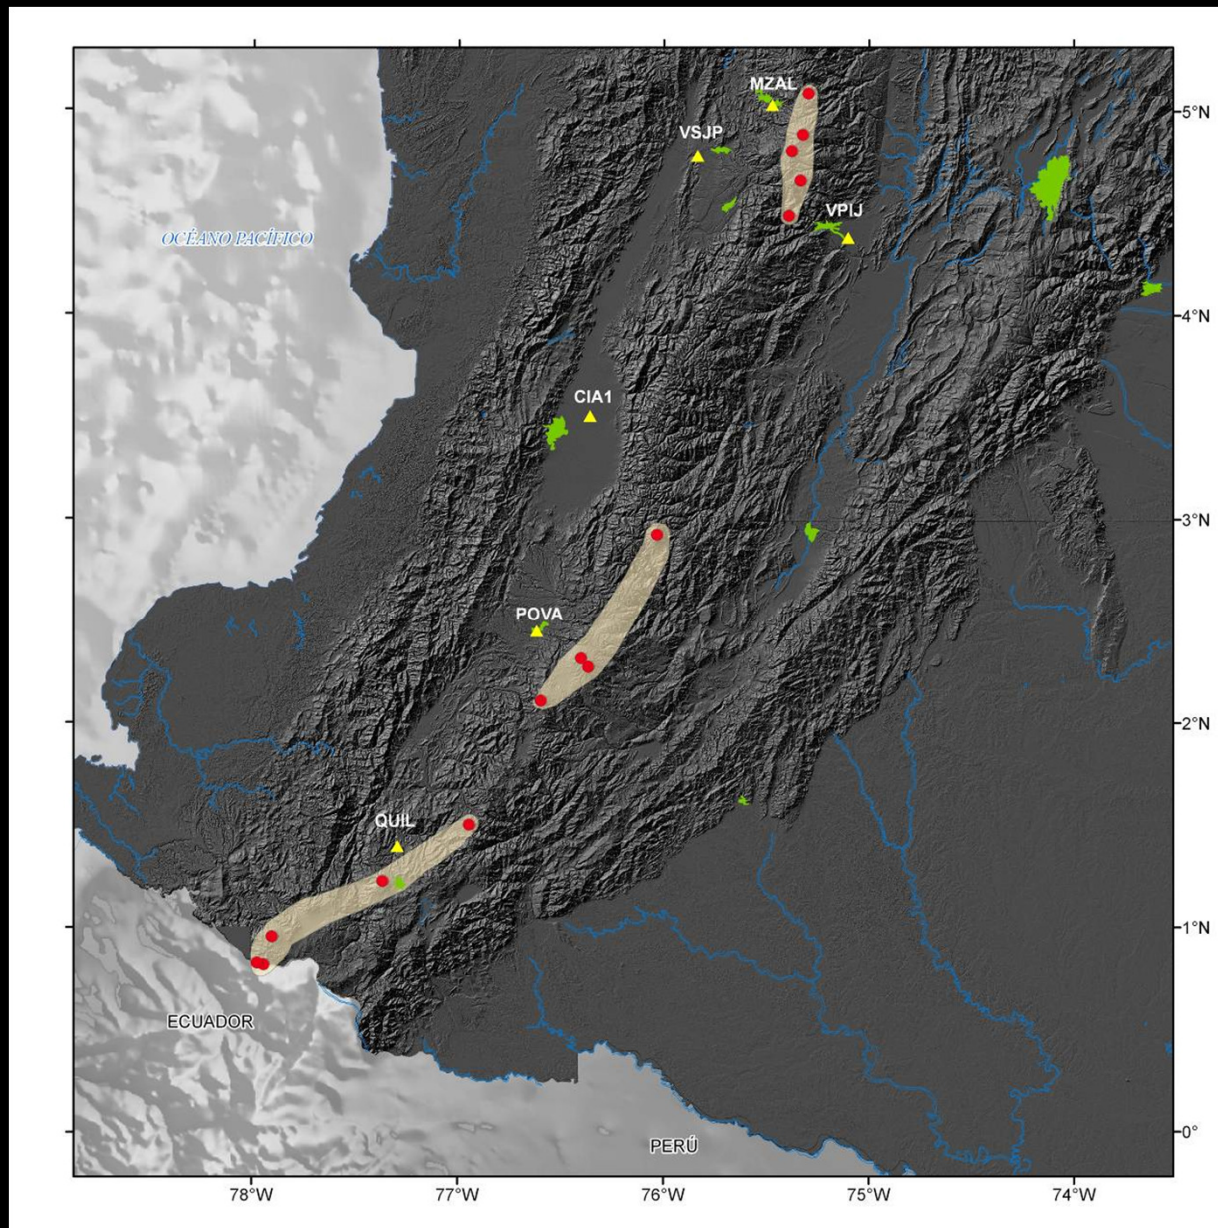 MZAL
5°N
VSJP
VPIJ
OCÉANO PACÍFICO
4°N
CIA1
3°N
POVA
2°N
QUIL
1°N
ECUADOR
PERÚ
0°
78°W
77°W
76°W
75°W
74°W